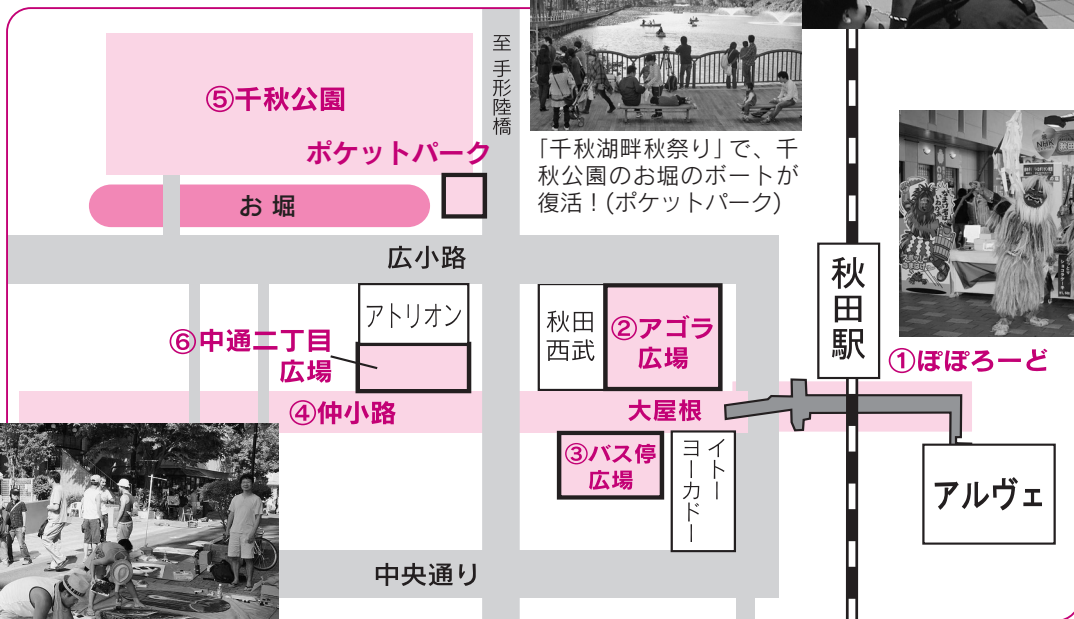 至 手形陸橋
⑤千秋公園
ポケットパーク
お 堀
「千秋湖畔秋祭り」で、千
秋公園のお堀のボートが
復活！(ポケットパーク)
広小路
アトリオン
秋田
西武
②アゴラ
広場
秋田駅
①ぽぽろーど
⑥中通二丁目
広場
④仲小路
大屋根
③バス停
広場
イトー
ヨーカドー
アルヴェ
中央通り